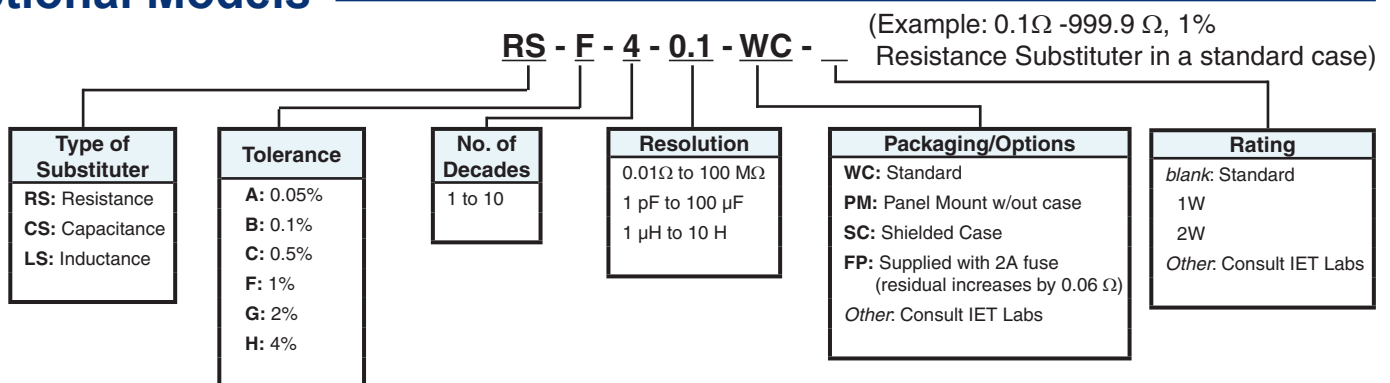 tional Models
RS - F - 4 - 0.1 - WC - __
(Example: 0.1Ω -999.9 Ω, 1%
Resistance Substituter in a standard case)
Type of
Substituter
RS: Resistance
CS: Capacitance
LS: Inductance
Tolerance
A: 0.05%
B: 0.1%
C: 0.5%
F: 1%
G: 2%
H: 4%
No. of
Decades
1 to 10
Resolution
0.01Ω to 100 MΩ
1 pF to 100 µF
1 µH to 10 H
Packaging/Options
WC: Standard
PM: Panel Mount w/out case
SC: Shielded Case
FP: Supplied with 2A fuse
(residual increases by 0.06 Ω)
Other: Consult IET Labs
Rating
blank: Standard
1W
2W
Other: Consult IET Labs